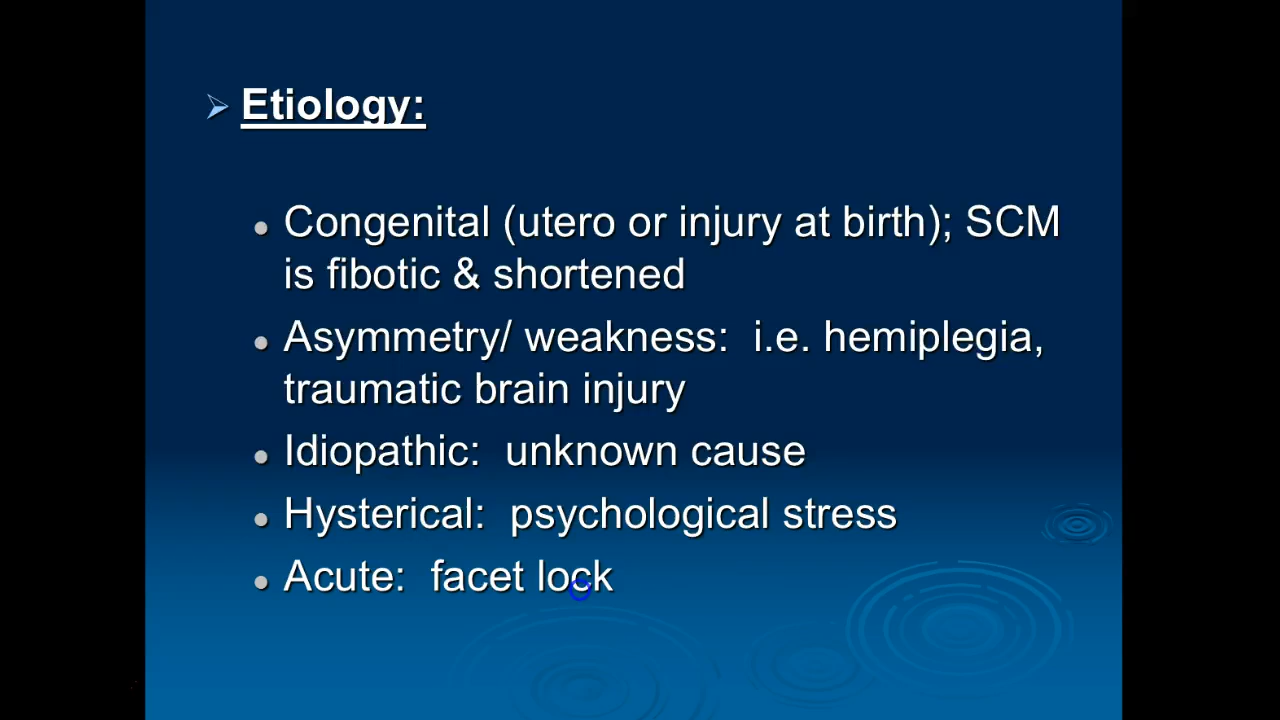 Etiology:
Congenital (utero or injury at birth); SCM
is fibotic & shortened
Asymmetry/ weakness: i.e. hemiplegia,
traumatic brain injury
Idiopathic: unknown cause
Hysterical: psychological stress
Acute: facet lock